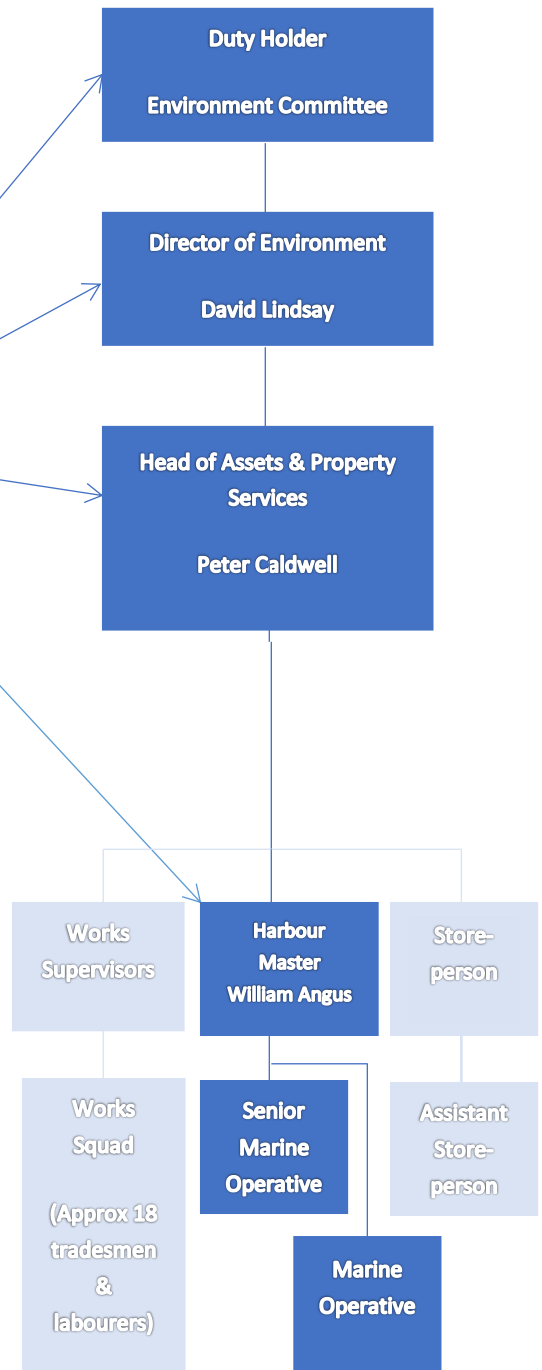 Duty Holder
Environment Committee
Director of Environment
David Lindsay
Head of Assets & Property
Services
Peter Caldwell
Works
Supervisors
Harbour
Master
William Angus
Store-
person
Works
Squad
(Approx 18
tradesmen
&
labourers)
Senior
Marine
Operative
Assistant
Store-
person
Marine
Operative